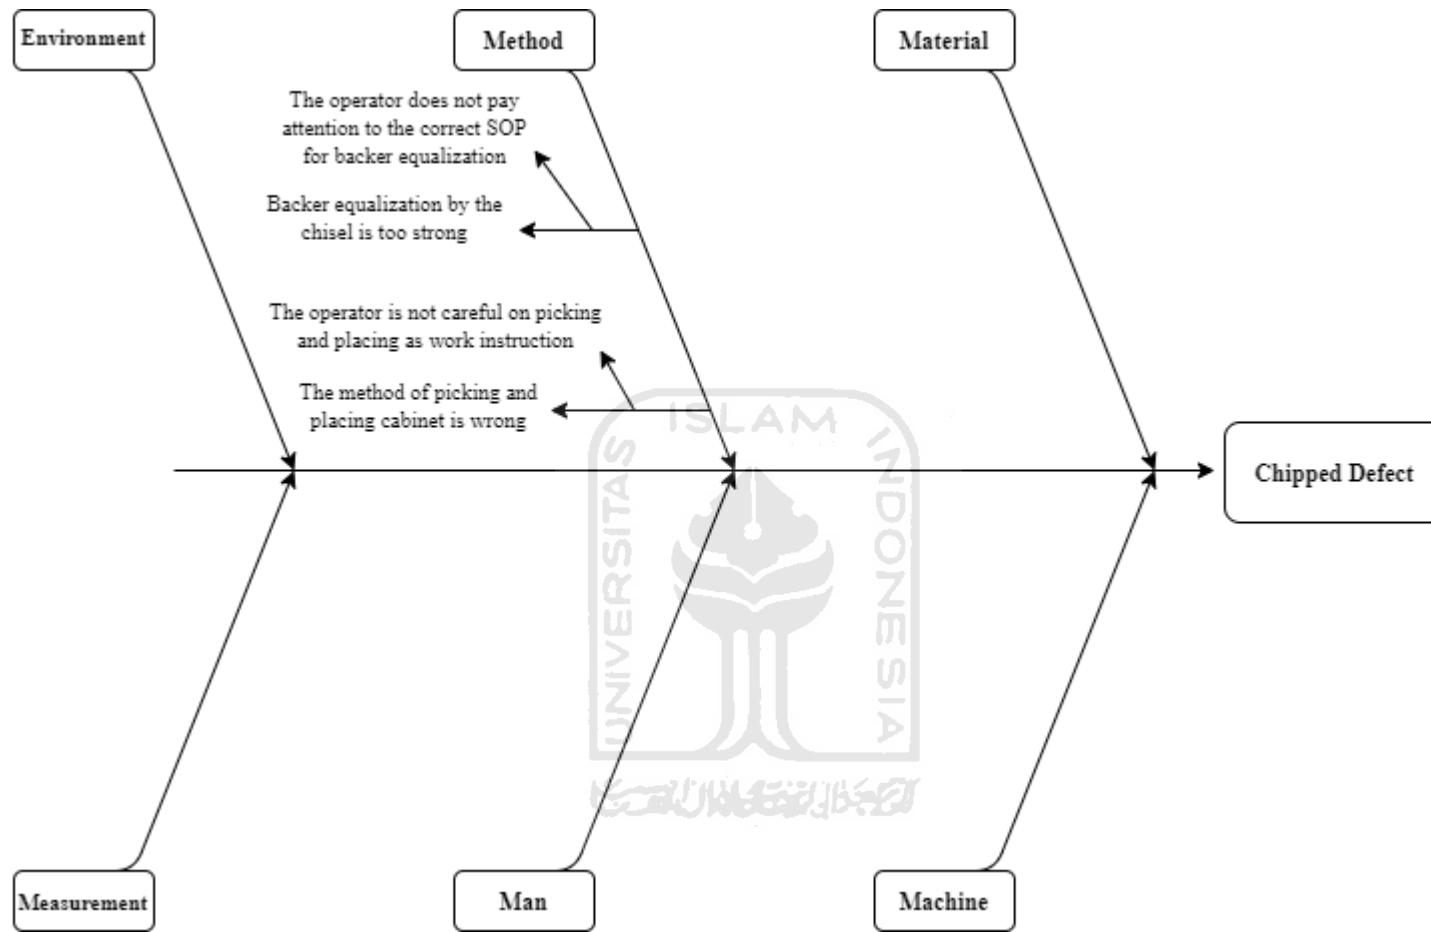 Environment
Method
Material
The operator does not pay
attention to the correct SOP
for backer equalization
Backer equalization by the
chisel is too strong
The operator is not careful on picking
and placing as work instruction
The method of picking and
placing cabinet is wrong
Chipped Defect
UNIVERSITAS
ISLAM
INDONESIA
Measurement
Man
Machine